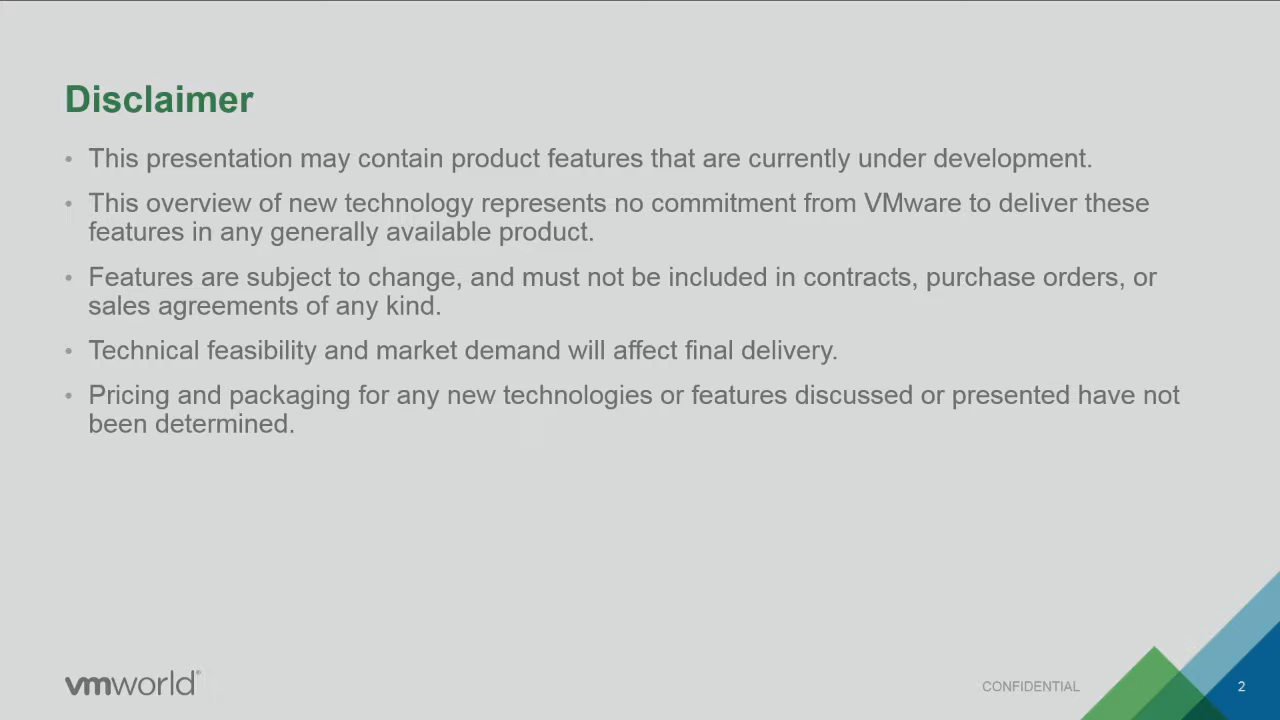 Disclaimer
• This presentation may contain product features that are currently under development.
• This overview of new technology represents no commitment from VMware to deliver these
features in any generally available product.
• Features are subject to change, and must not be included in contracts, purchase orders, or
sales agreements of any kind.
• Technical feasibility and market demand will affect final delivery.
• Pricing and packaging for any new technologies or features discussed or presented have not
been determined.
vmworld®
CONFIDENTIAL
2